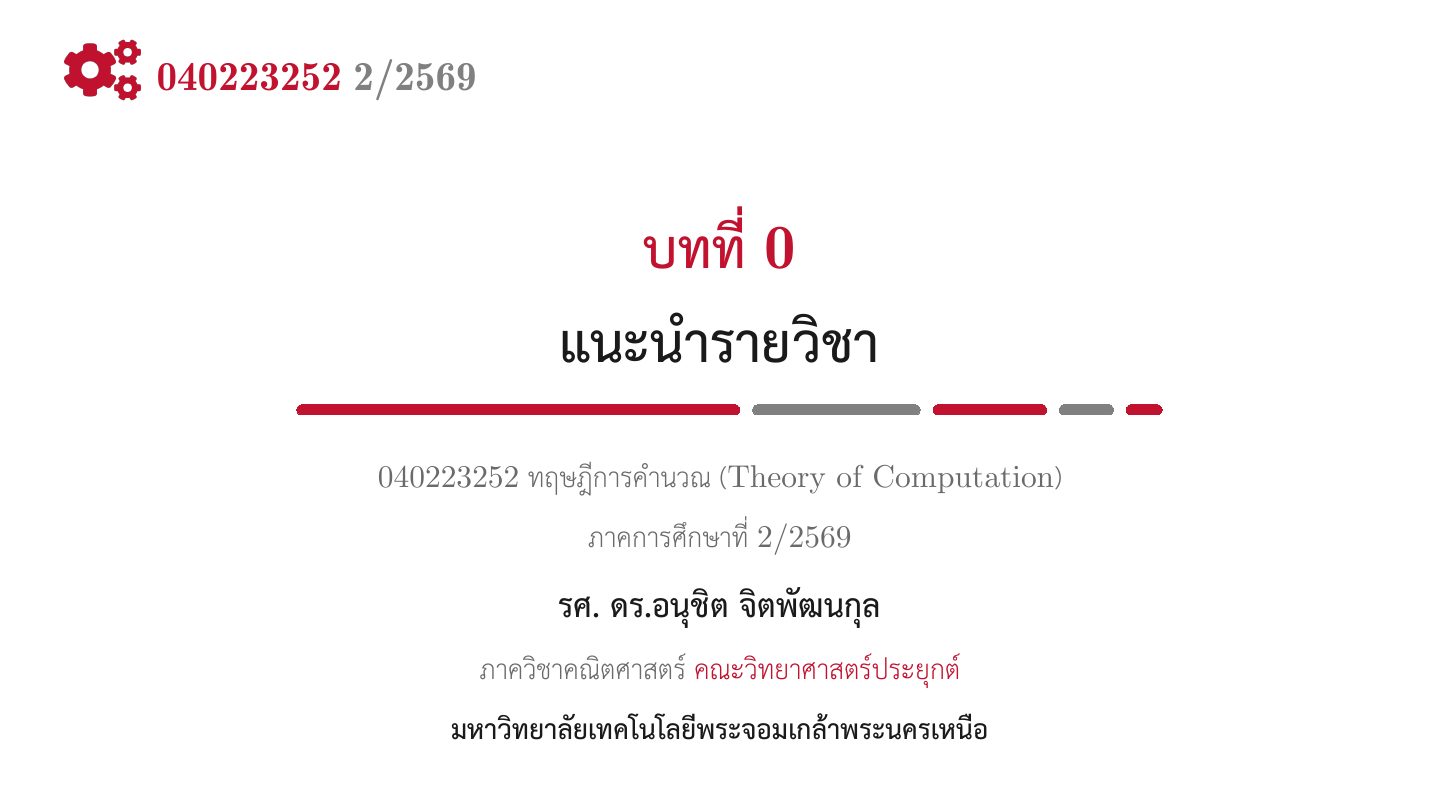 040223252 2/2569
บทที่ 0
แนะนำรายวิชา
040223252 ทฤษฎีการคำนวณ (Theory of Computation)
ภาคการศึกษาที่ 2/2569
รศ. ดร.อนุชิต จิตพัฒนกุล
ภาควิชาคณิตศาสตร์ คณะวิทยาศาสตร์ประยุกต์
มหาวิทยาลัยเทคโนโลยีพระจอมเกล้าพระนครเหนือ